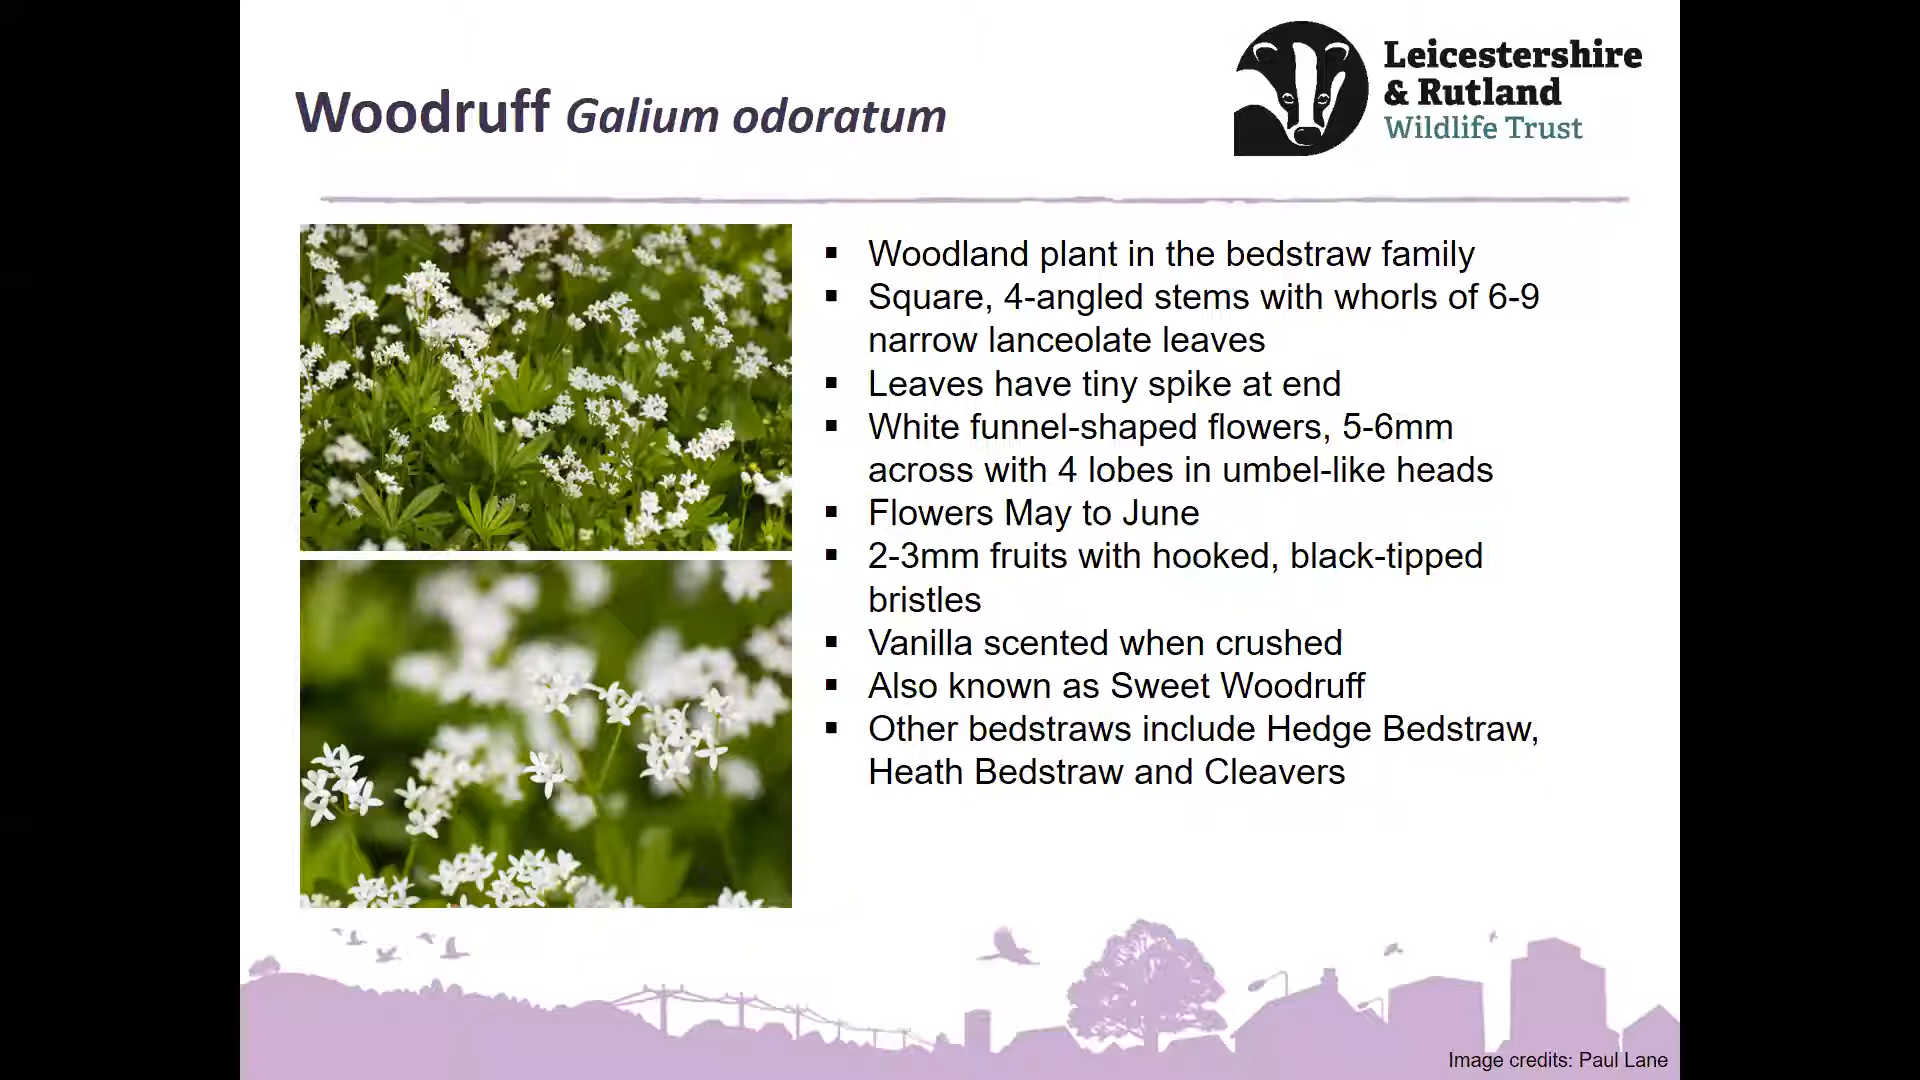 Leicestershire
& Rutland
Wildlife Trust
Woodruff Galium odoratum
▪ Woodland plant in the bedstraw family
▪ Square, 4-angled stems with whorls of 6-9
narrow lanceolate leaves
▪ Leaves have tiny spike at end
▪ White funnel-shaped flowers, 5-6mm
across with 4 lobes in umbel-like heads
▪ Flowers May to June
▪ 2-3mm fruits with hooked, black-tipped
bristles
▪ Vanilla scented when crushed
▪ Also known as Sweet Woodruff
▪ Other bedstraws include Hedge Bedstraw,
Heath Bedstraw and Cleavers
Image credits: Paul Lane